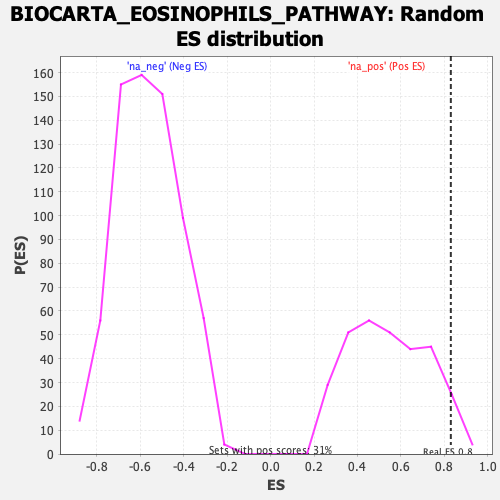 BIOCARTA_EOSINOPHILS_PATHWAY: Random
ES distribution
'na_neg' (Neg ES)
'na_pos' (Pos ES)
160
150
140
130
120
110
100
90
80
70
60
50
40
30
20
10
0
P(ES)
Sets with pos scores: 31%
Real ES 0.8
-0.8 -0.6 -0.4 -0.2 0.0 0.2 0.4 0.6 0.8 1.0
ES